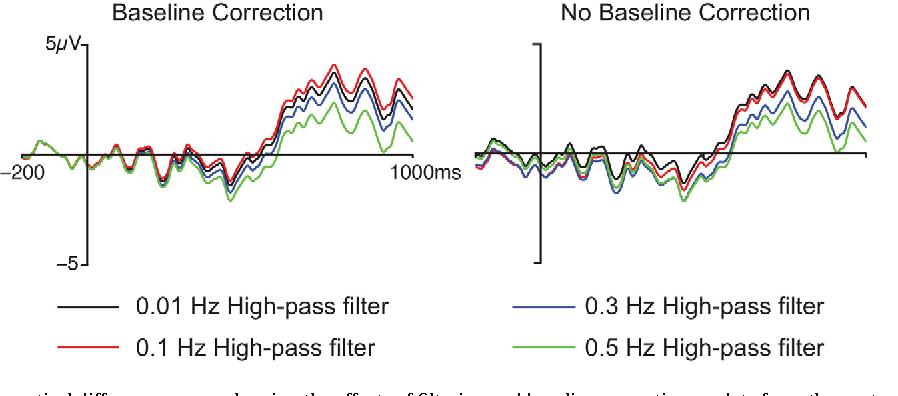 Baseline Correction
No Baseline Correction
5μV
−200
1000ms
−5
0.01 Hz High-pass filter
0.3 Hz High-pass filter
0.1 Hz High-pass filter
0.5 Hz High-pass filter